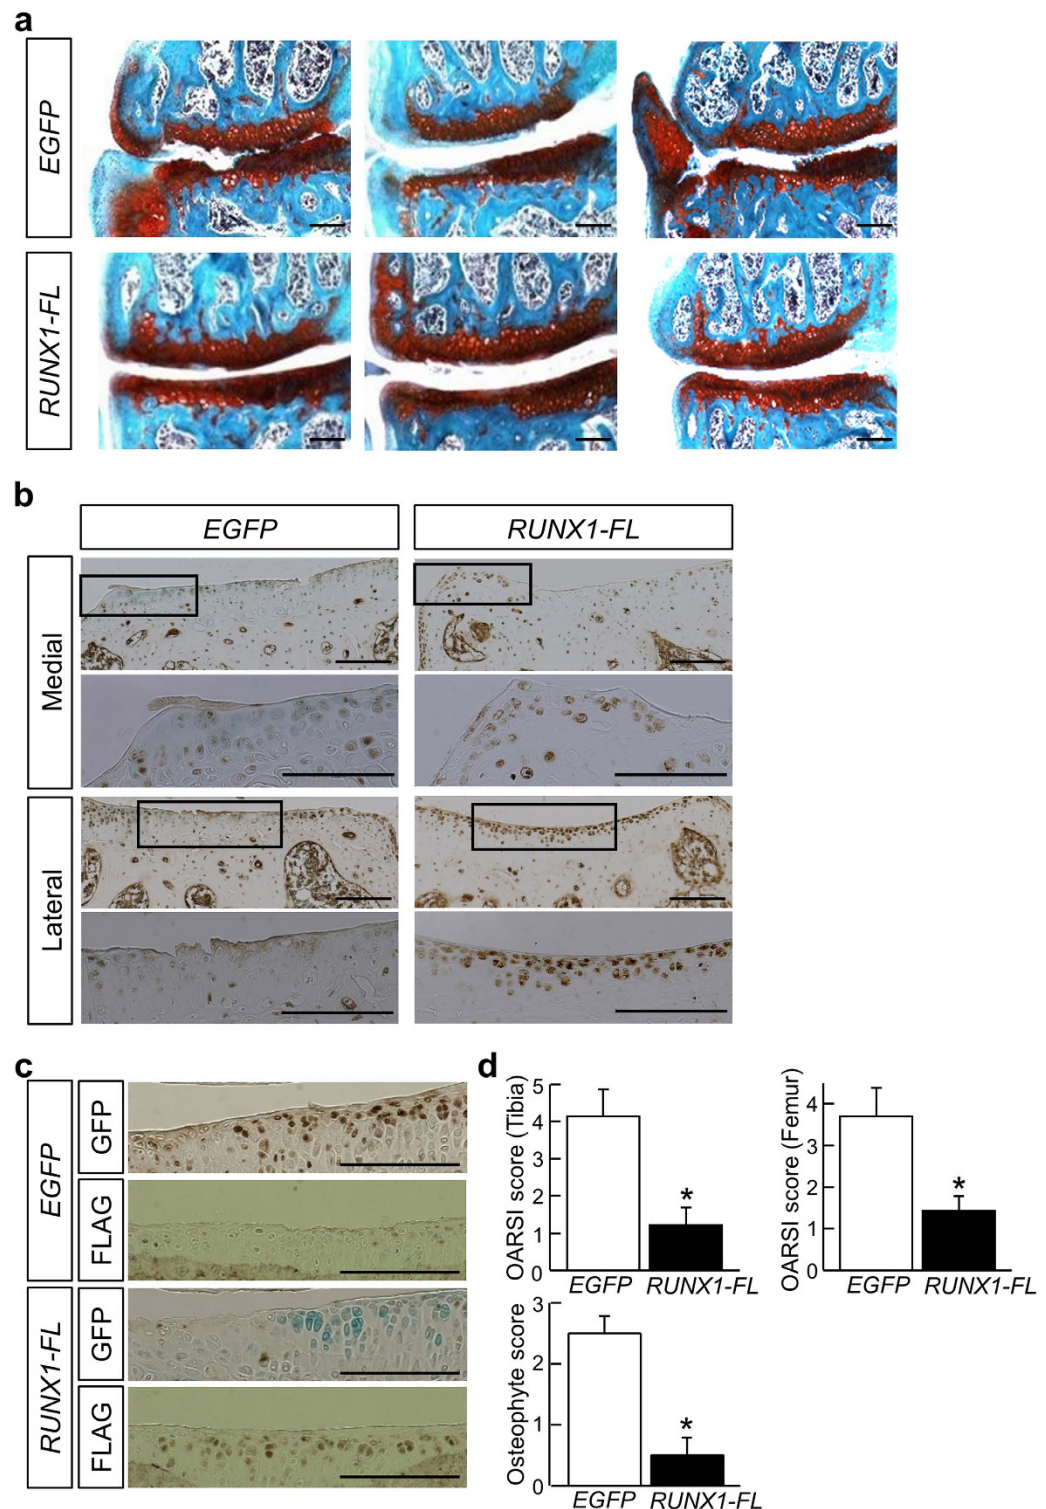 a
EGFP
RUNX1-FL
b
EGFP
RUNX1-FL
Medial
Lateral
c
EGFP
GFP
FLAG
RUNX1-FL
GFP
FLAG
d
OARSI score (Tibia)
5
4
3
2
1
0
*
EGFP
RUNX1-FL
OARSI score (Femur)
4
3
2
1
0
*
EGFP
RUNX1-FL
Osteophyte score
3
2
1
0
*
EGFP
RUNX1-FL